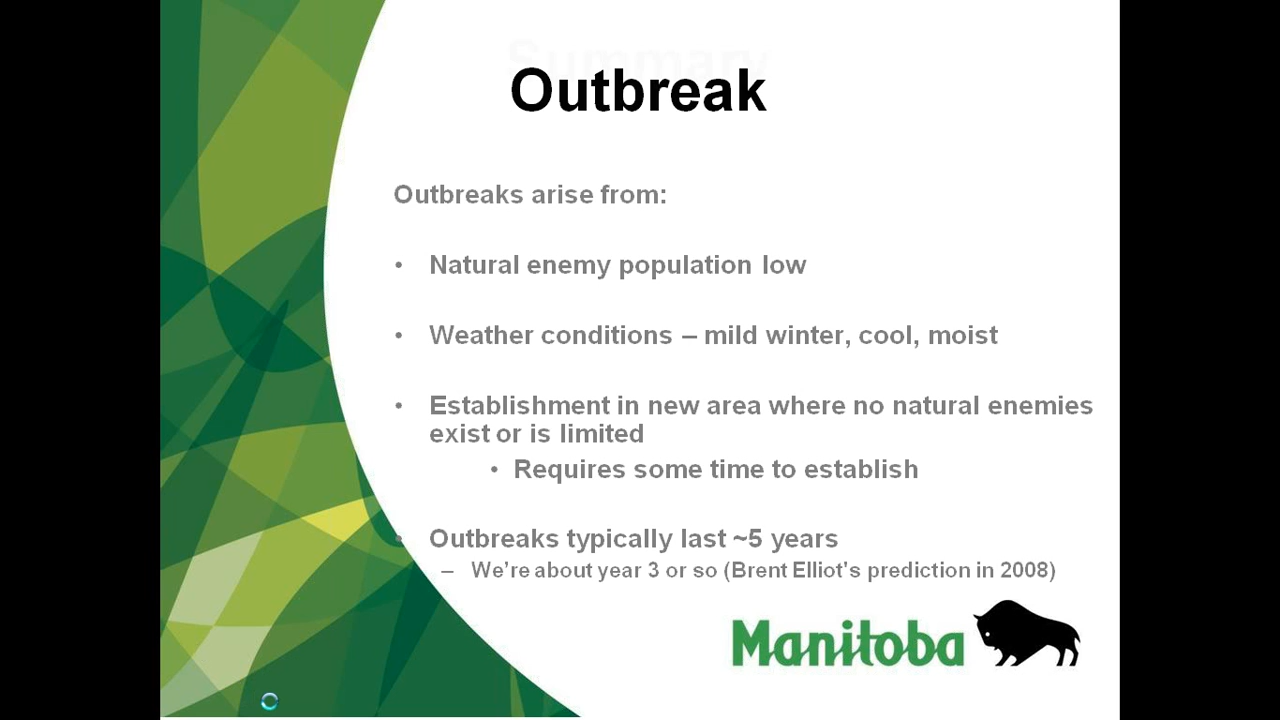 Summary
Outbreak
Outbreaks arise from:
• Natural enemy population low
• Weather conditions – mild winter, cool, moist
• Establishment in new area where no natural enemies
exist or is limited
• Requires some time to establish
• Outbreaks typically last ~5 years
– We're about year 3 or so (Brent Elliot's prediction in 2008)
Manitoba